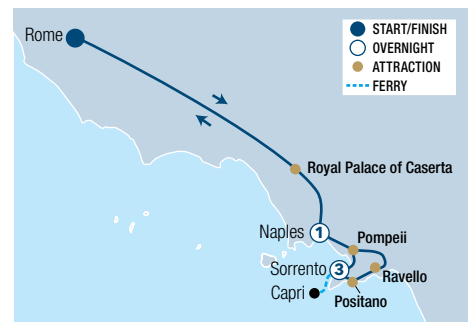 Rome
START/FINISH
OVERNIGHT
ATTRACTION
FERRY
Royal Palace of Caserta
Naples
1
Pompeii
Sorrento
3
Ravello
Capri
Positano